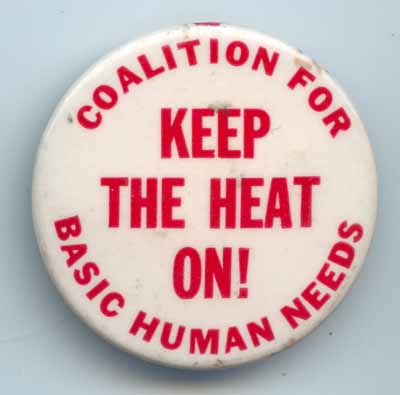 COALITION FOR
KEEP
THE HEAT
ON!
BASIC HUMAN NEEDS